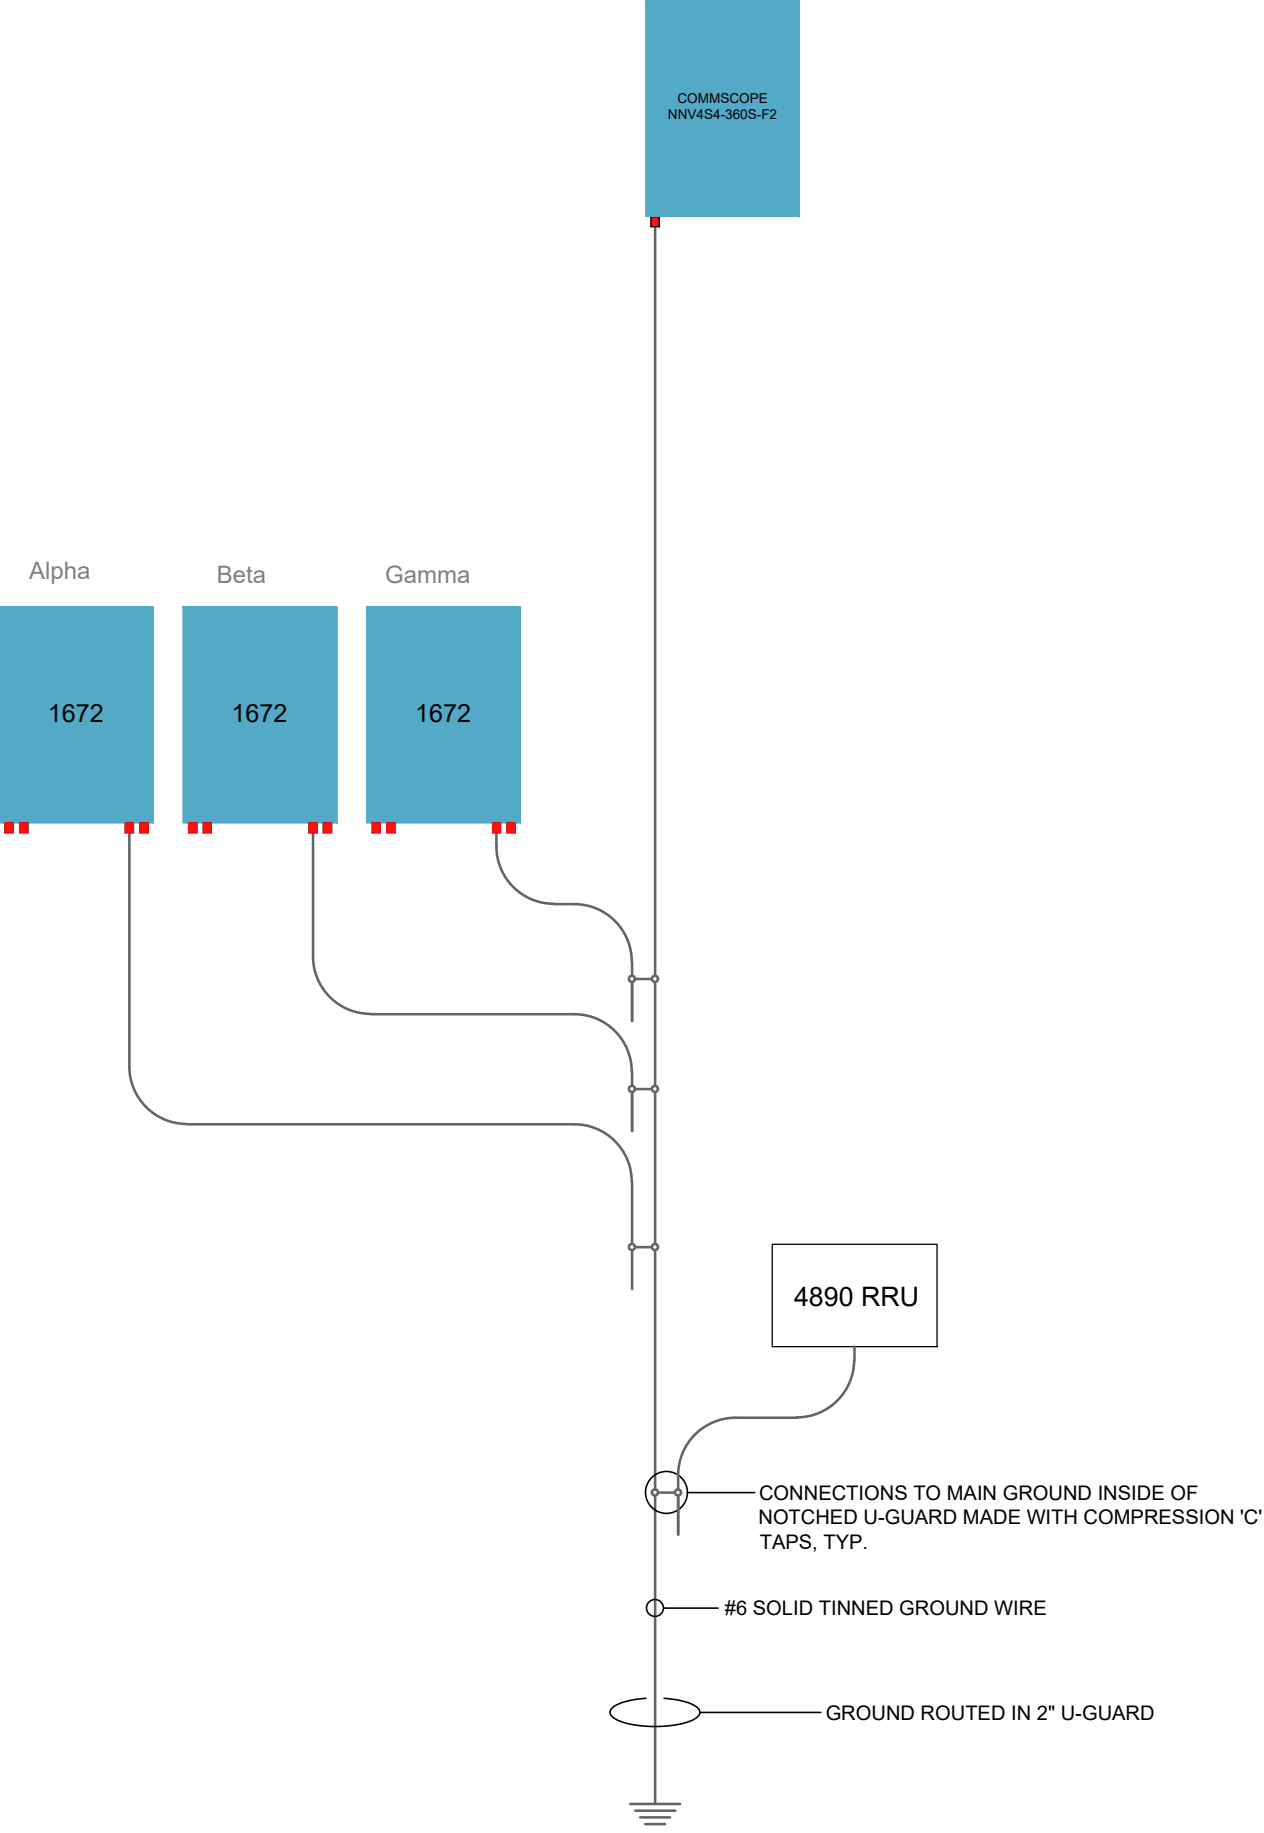 COMMSCOPE
NNV4S4-360S-F2
Alpha
Beta
Gamma
1672
1672
1672
4890 RRU
CONNECTIONS TO MAIN GROUND INSIDE OF
NOTCHED U-GUARD MADE WITH COMPRESSION 'C'
TAPS, TYP.
#6 SOLID TINNED GROUND WIRE
GROUND ROUTED IN 2" U-GUARD